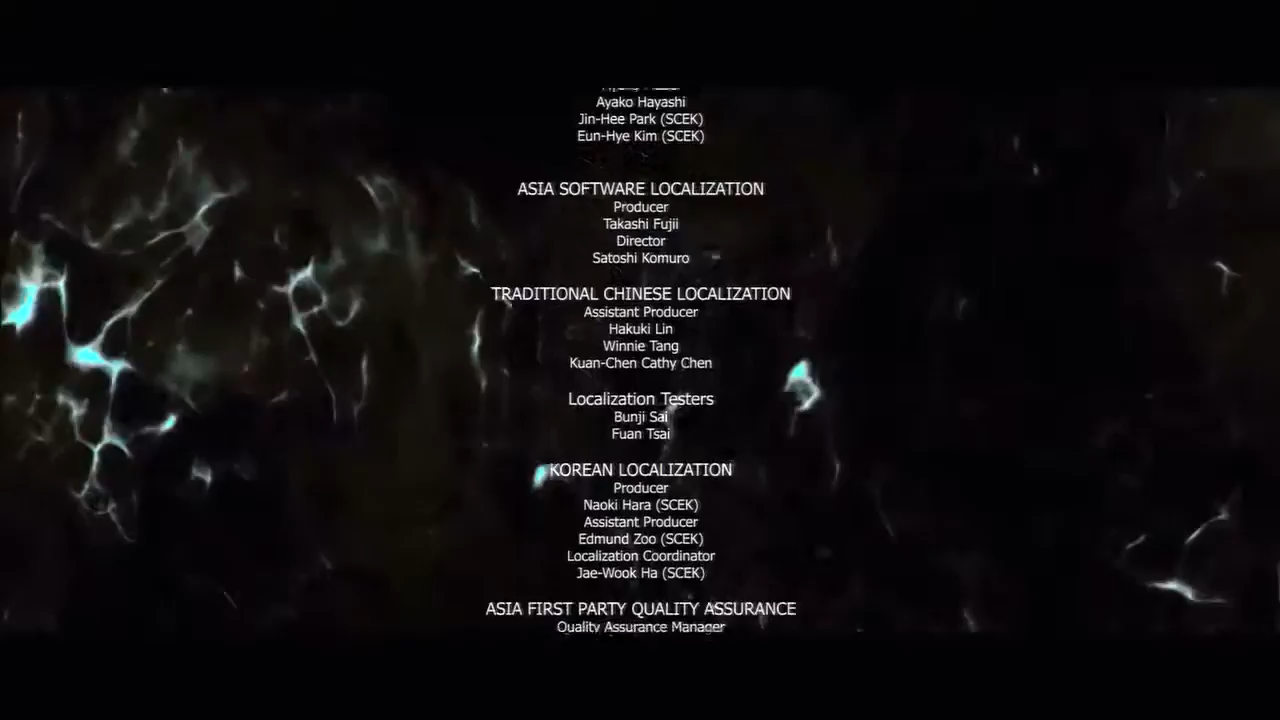 Ayako Hayashi
Jin-Hee Park (SCEK)
Eun-Hye Kim (SCEK)
ASIA SOFTWARE LOCALIZATION
Producer
Takashi Fujii
Director
Satoshi Komuro
TRADITIONAL CHINESE LOCALIZATION
Assistant Producer
Hakuki Lin
Winnie Tang
Kuan-Chen Cathy Chen
Localization Testers
Bunji Sai
Fuan Tsai
KOREAN LOCALIZATION
Producer
Naoki Hara (SCEK)
Assistant Producer
Edmund Zoo (SCEK)
Localization Coordinator
Jae-Wook Ha (SCEK)
ASIA FIRST PARTY QUALITY ASSURANCE
Quality Assurance Manager